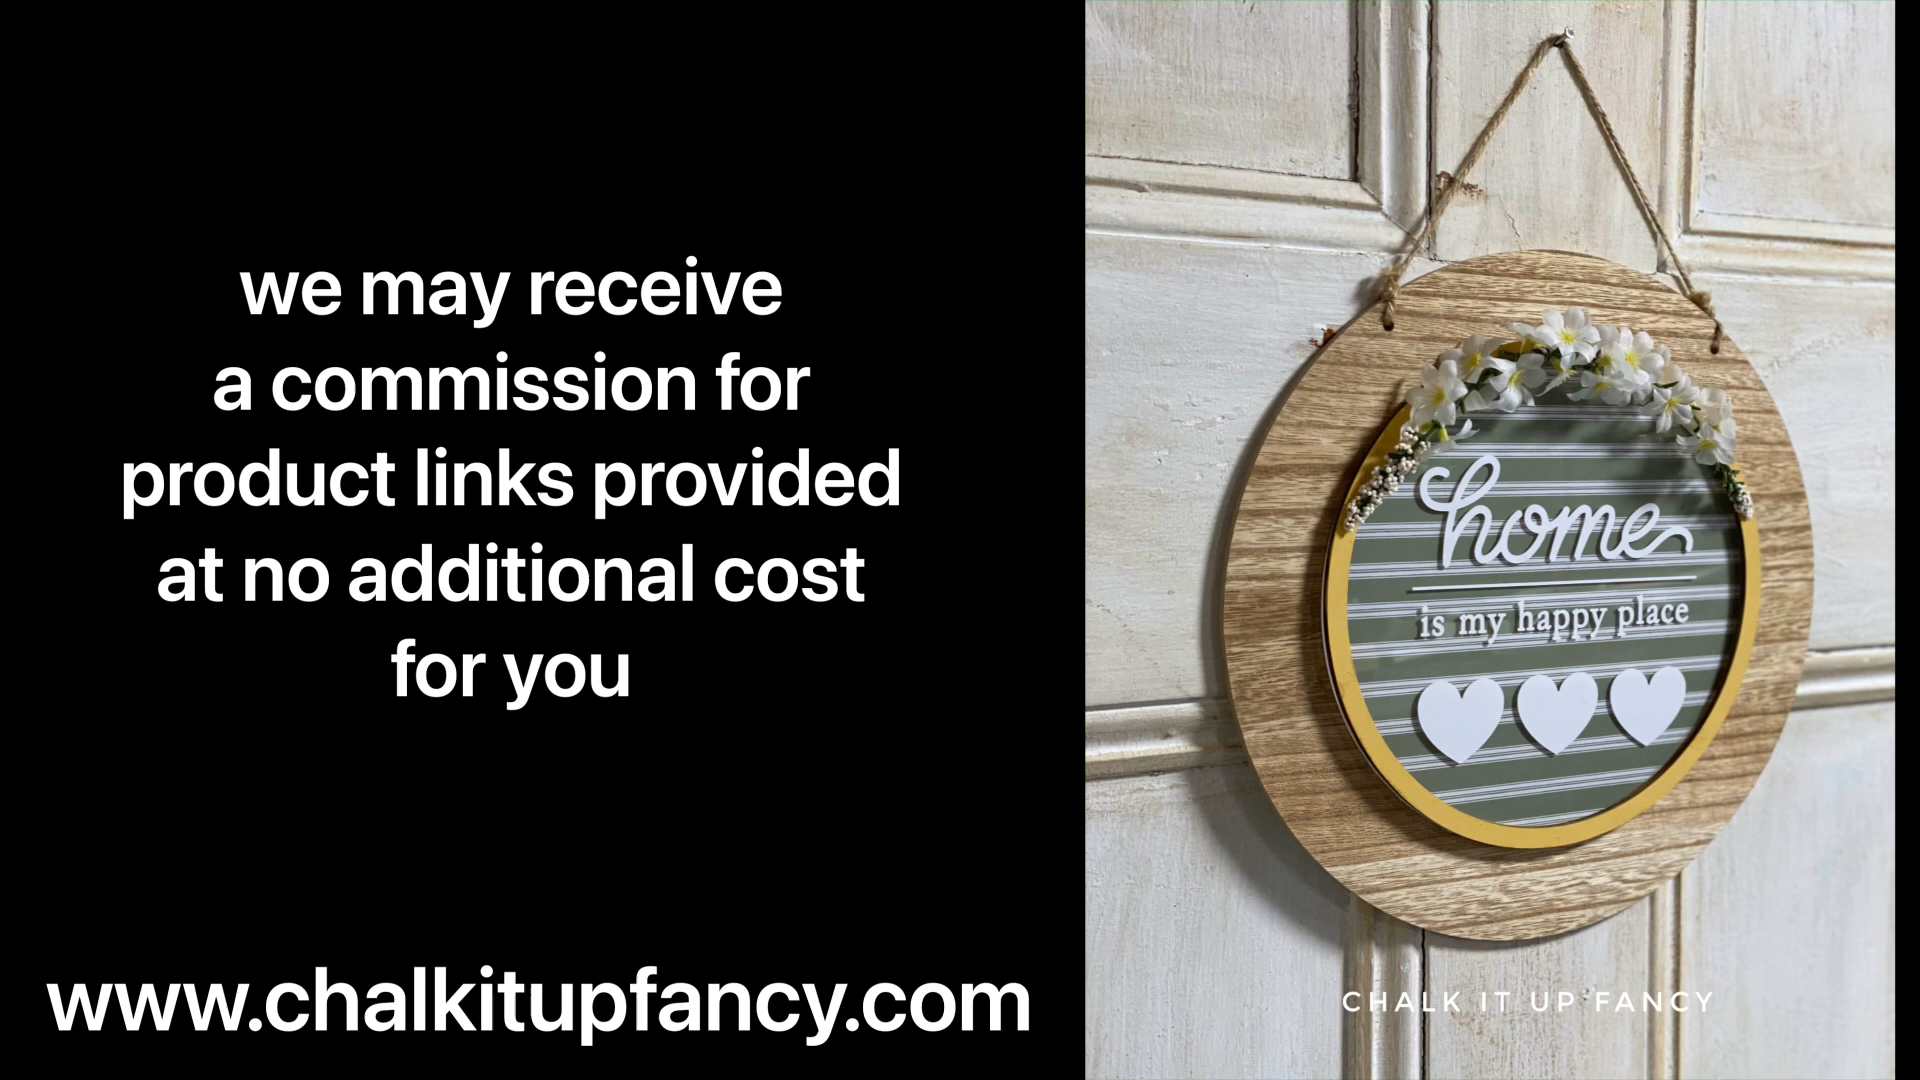 we may receive
a commission for
product links provided
at no additional cost
for you
www.chalkitupfancy.com
home
is my happy place
CHALK IT UP FANCY